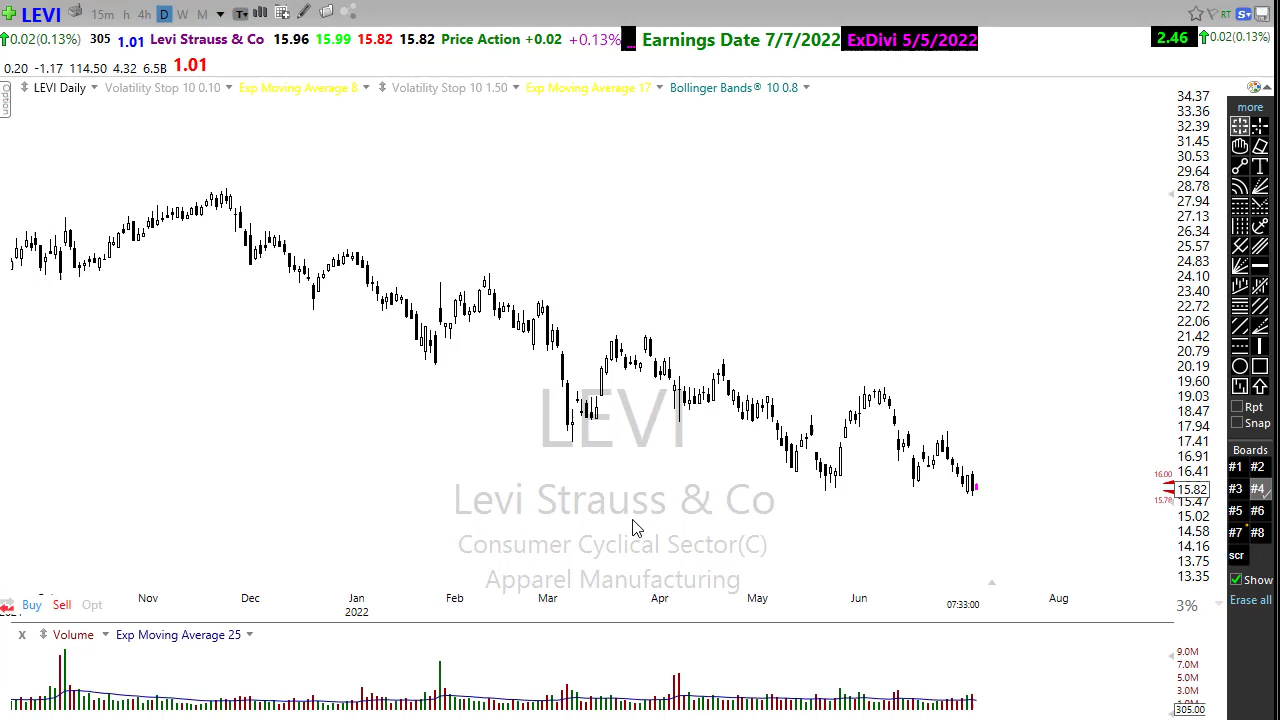 LEVI 15m h 4h D W M T RT S
0.02(0.13%) 305 1.01 Levi Strauss & Co 15.96 15.99 15.82 15.82 Price Action +0.02 +0.13% Earnings Date 7/7/2022 ExDivi 5/5/2022 2.46 0.02(0.13%)
0.20 -1.17 114.50 4.32 6.5B 1.01
LEVI Daily Volatility Stop 10 0.10 Exp Moving Average 8 Volatility Stop 10 1.50 Exp Moving Average 17 Bollinger Bands® 10 0.8
Option
34.37
33.36
32.39
31.45
30.53
29.64
28.78
27.94
27.13
26.34
25.57
24.83
24.10
23.40
22.72
22.06
21.42
20.79
20.19
19.60
19.03
18.47
17.94
17.41
16.91
16.41
16.00
15.82
15.47
15.78
15.02
14.58
14.16
13.75
13.35
LEVI
Levi Strauss & Co
Consumer Cyclical Sector(C)
Apparel Manufacturing
Nov Dec Jan Feb Mar Apr May Jun Aug
2022
07:33:00
3%
Buy Sell Opt
X Volume Exp Moving Average 25
9.0M
7.0M
5.0M
3.0M
305.00
more
T
Rpt
Snap
Boards
#1 #2
#3 #4
#5 #6
#7 #8
scr
Show
Erase all